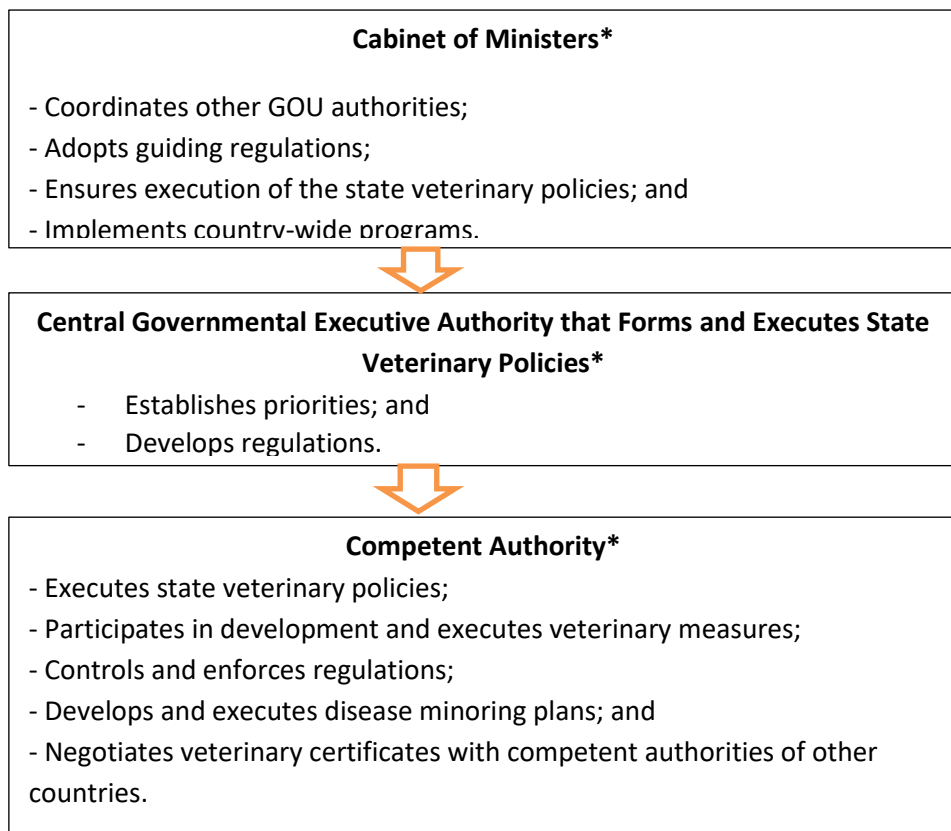 Cabinet of Ministers*
- Coordinates other GOU authorities;
- Adopts guiding regulations;
- Ensures execution of the state veterinary policies; and
- Implements country-wide programs.
Central Governmental Executive Authority that Forms and Executes State
Veterinary Policies*
- Establishes priorities; and
- Develops regulations.
Competent Authority*
- Executes state veterinary policies;
- Participates in development and executes veterinary measures;
- Controls and enforces regulations;
- Develops and executes disease minoring plans; and
- Negotiates veterinary certificates with competent authorities of other
countries.